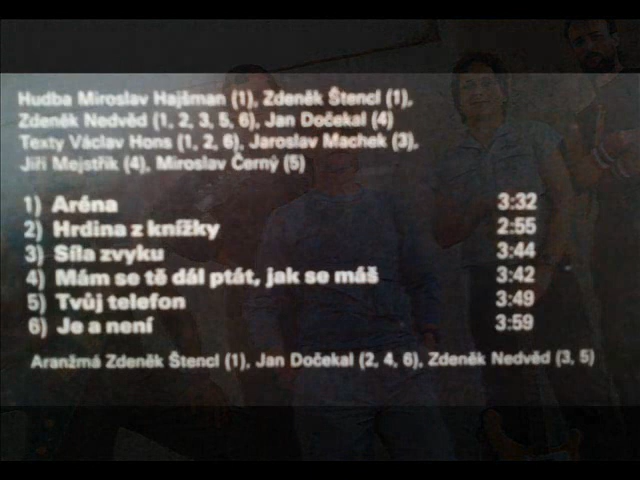 Hudba Miroslav Hajšman (1), Zdeněk Štencl (1),
Zdeněk Nedvěd (1, 2, 3, 5, 6), Jan Dočekal (4)
Texty Václav Hons (1, 2, 6), Jaroslav Machek (3),
Jiří Mejstřík (4), Miroslav Černý (5)
1) Aréna 3:32
2) Hrdina z knížky 2:55
3) Síla zvyku 3:44
4) Mám se tě dál ptát, jak se máš 3:42
5) Tvůj telefon 3:49
6) Je a není 3:59
Aranžmá Zdeněk Štencl (1), Jan Dočekal (2, 4, 6), Zdeněk Nedvěd (3, 5)